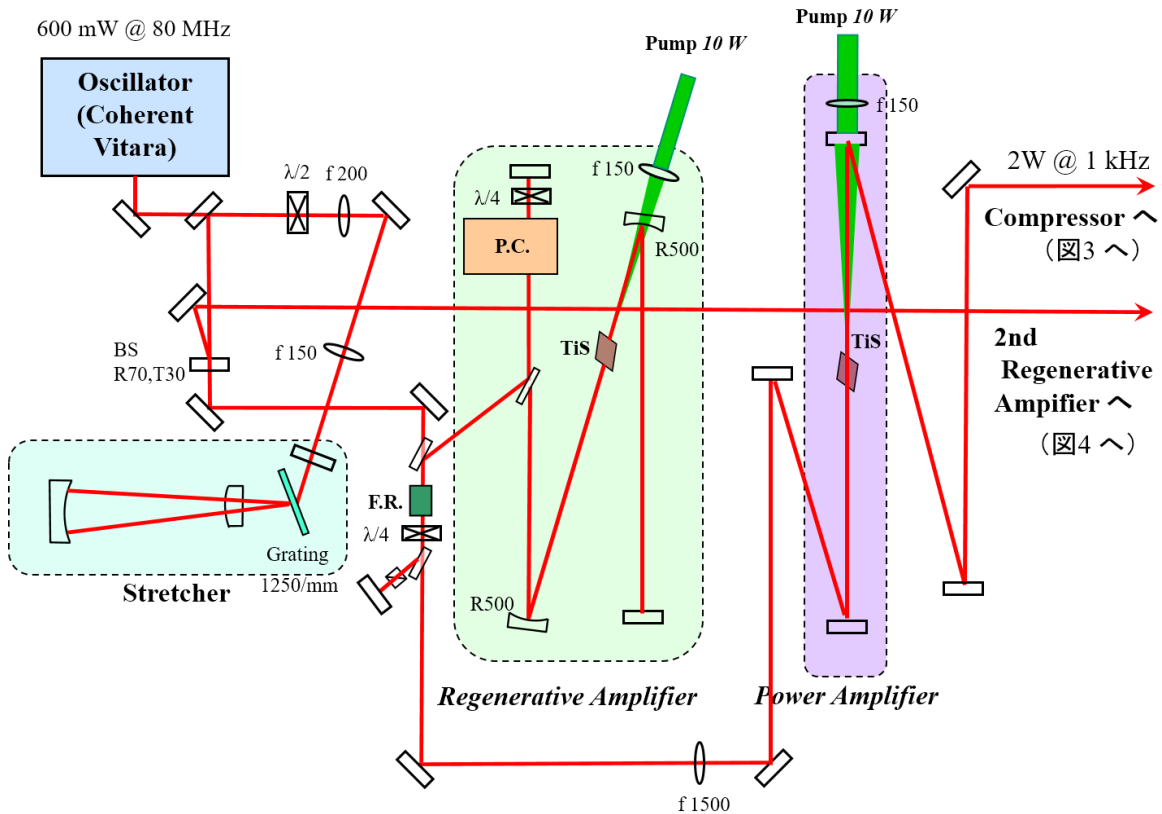 600 mW @ 80 MHz
Oscillator
(Coherent
Vitara)
λ/2
f 200
f 150
BS
R70,T30
Grating
1250/mm
Stretcher
F.R.
λ/4
Pump 10 W
f 150
λ/4
P.C.
R500
TiS
R500
Regenerative Amplifier
Pump 10 W
f 150
TiS
Power Amplifier
f 1500
2W @ 1 kHz
Compressor へ
（図3 へ）
2nd
Regenerative
Ampifier へ
（図4 へ）